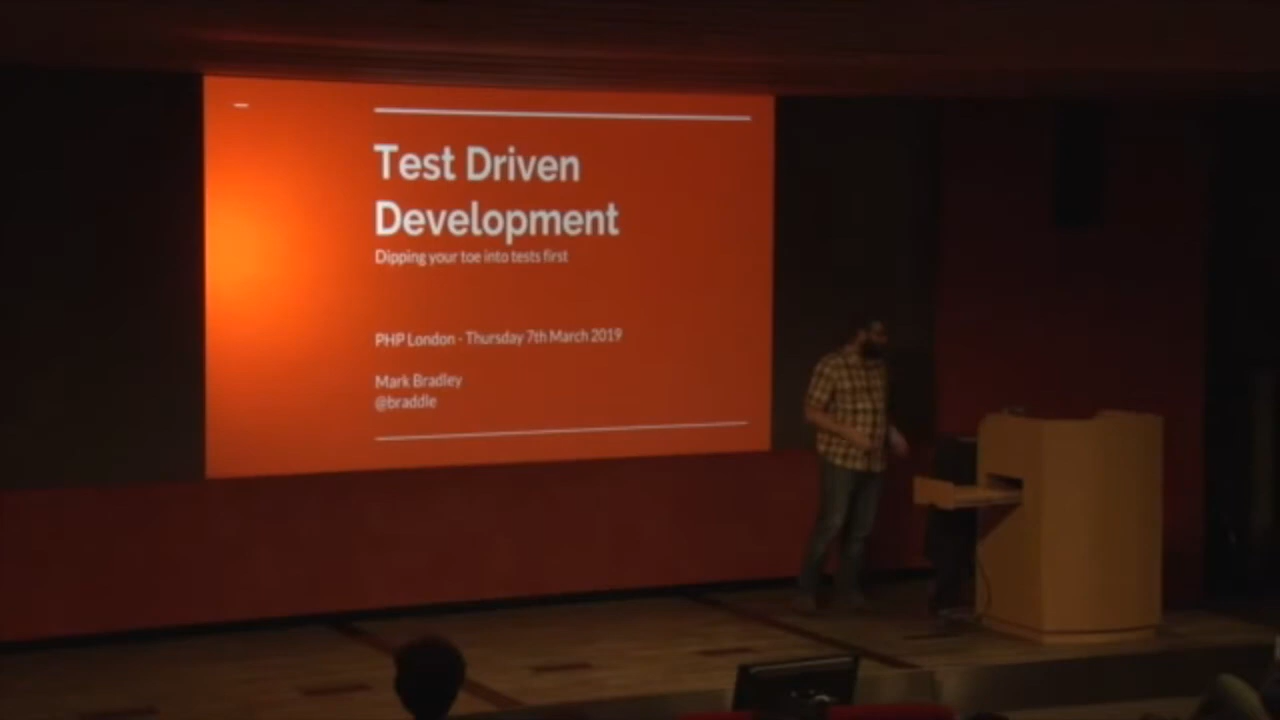 Test Driven
Development
Dipping your toe into tests first
PHP London - Thursday 7th March 2019
Mark Bradley
@braddle